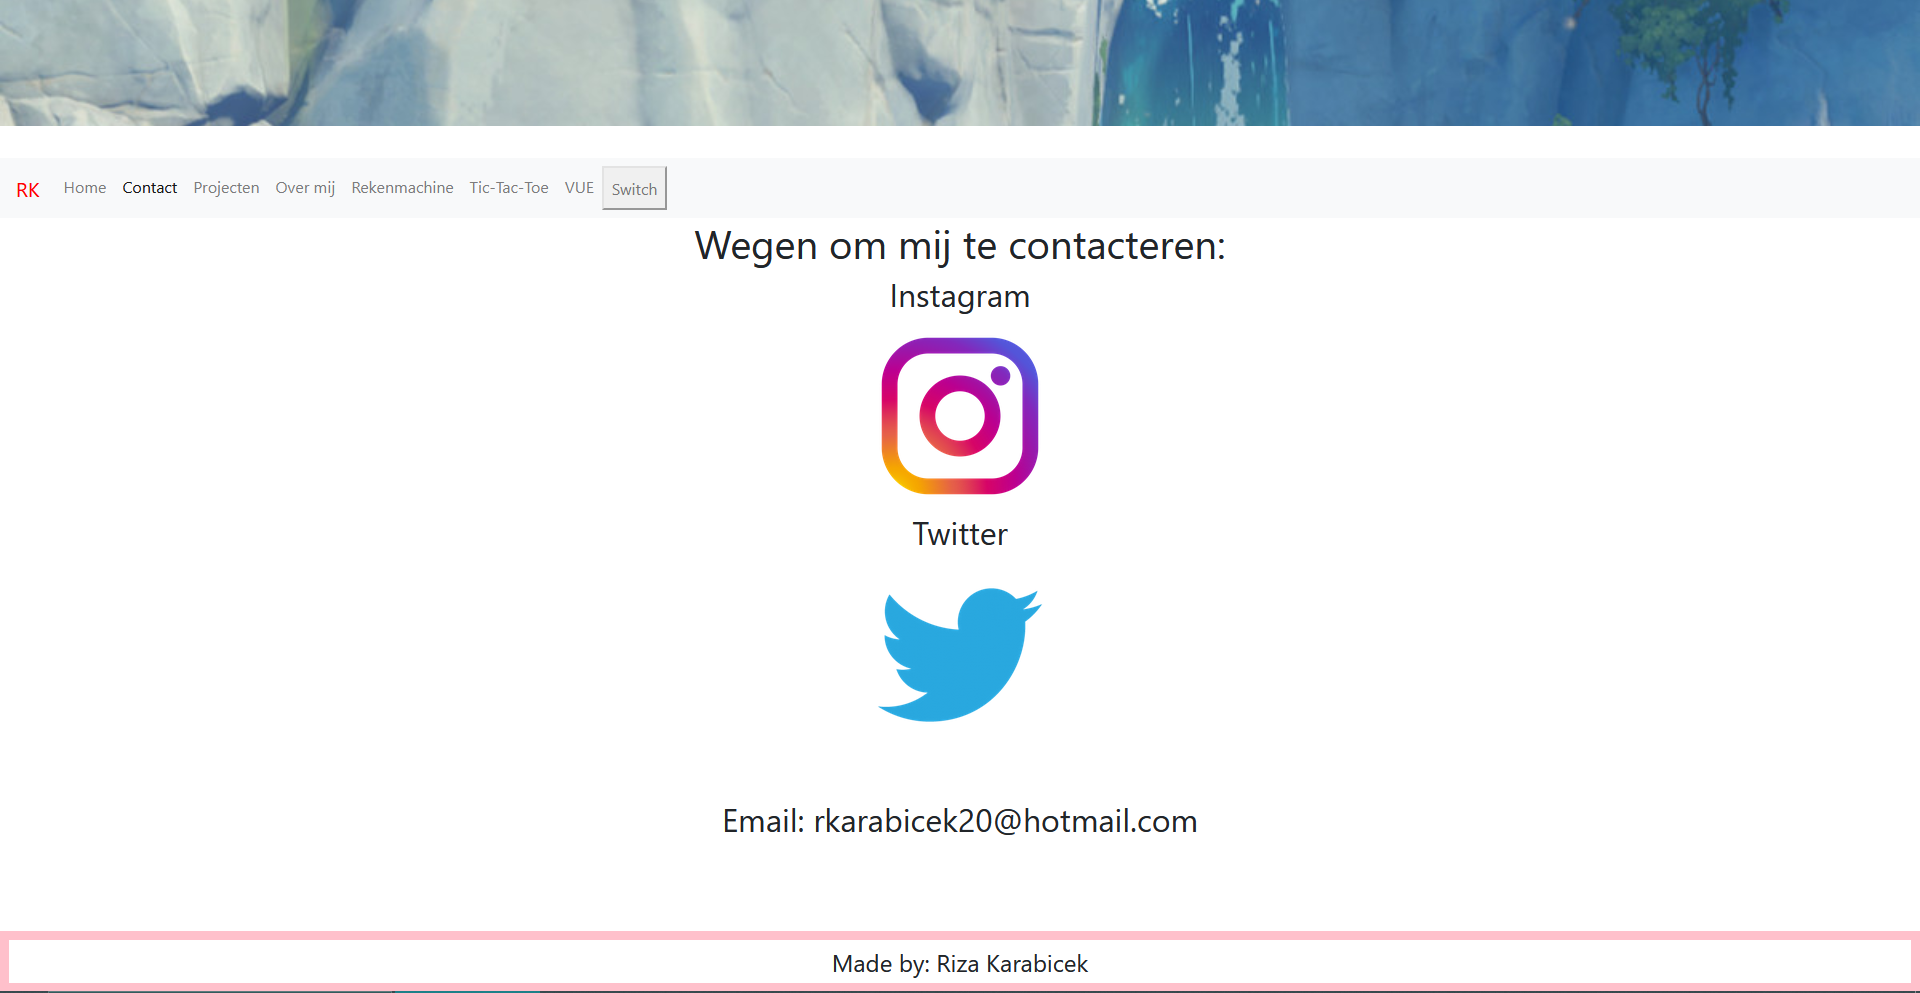 RK Home Contact Projecten Over mij Rekenmachine Tic-Tac-Toe VUE Switch
Wegen om mij te contacteren:
Instagram
Twitter
Email: rkarabicek20@hotmail.com
Made by: Riza Karabicek